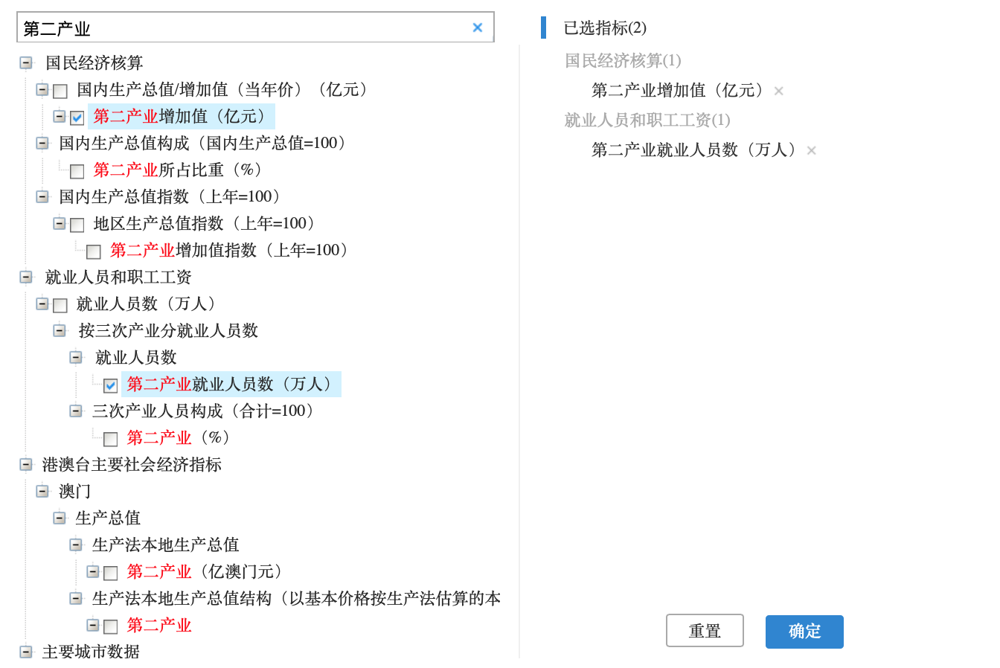 第二产业
国民经济核算
国内生产总值/增加值（当年价）（亿元）
第二产业增加值（亿元）
国内生产总值构成（国内生产总值=100）
第二产业所占比重（%）
国内生产总值指数（上年=100）
地区生产总值指数（上年=100）
第二产业增加值指数（上年=100）
就业人员和职工工资
就业人员数（万人）
按三次产业分就业人员数
就业人员数
第二产业就业人员数（万人）
三次产业人员构成（合计=100）
第二产业（%）
港澳台主要社会经济指标
澳门
生产总值
生产法本地生产总值
第二产业（亿澳门元）
生产法本地生产总值结构（以基本价格按生产法估算的本
第二产业
主要城市数据
已选指标(2)
国民经济核算(1)
第二产业增加值（亿元）
就业人员和职工工资(1)
第二产业就业人员数（万人）
重置
确定